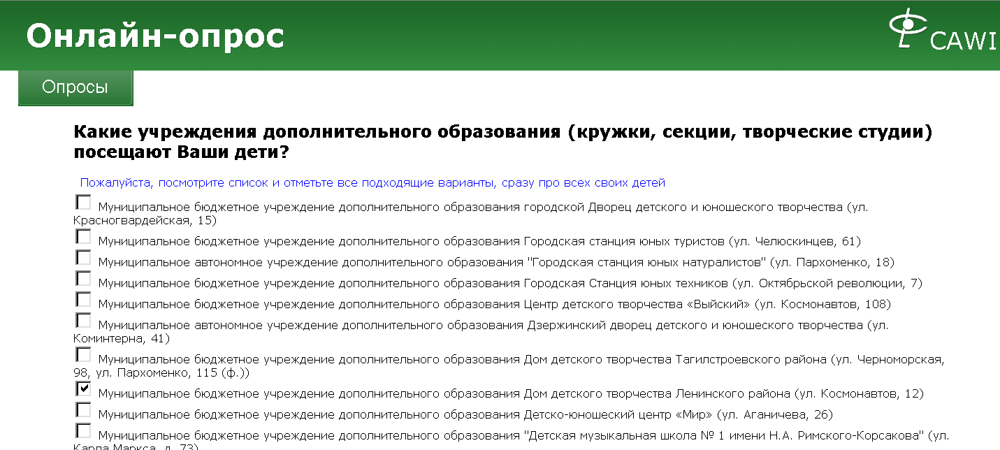 Онлайн-опрос
CAWI
Опросы
Какие учреждения дополнительного образования (кружки, секции, творческие студии)
посещают Ваши дети?
Пожалуйста, посмотрите список и отметьте все подходящие варианты, сразу про всех своих детей
Муниципальное бюджетное учреждение дополнительного образования городской Дворец детского и юношеского творчества (ул.
Красногвардейская, 15)
Муниципальное бюджетное учреждение дополнительного образования Городская станция юных туристов (ул. Челюскинцев, 61)
Муниципальное автономное учреждение дополнительного образования "Городская станция юных натуралистов" (ул. Пархоменко, 18)
Муниципальное бюджетное учреждение дополнительного образования Городская Станция юных техников (ул. Октябрьской революции, 7)
Муниципальное бюджетное учреждение дополнительного образования Центр детского творчества «Выйский» (ул. Космонавтов, 108)
Муниципальное автономное учреждение дополнительного образования Дзержинский дворец детского и юношеского творчества (ул.
Коминтерна, 41)
Муниципальное бюджетное учреждение дополнительного образования Дом детского творчества Тагилстроевского района (ул. Черноморская,
98, ул. Пархоменко, 115 (ф.))
Муниципальное бюджетное учреждение дополнительного образования Дом детского творчества Ленинского района (ул. Космонавтов, 12)
Муниципальное бюджетное учреждение дополнительного образования Детско-юношеский центр «Мир» (ул. Аганичева, 26)
Муниципальное бюджетное учреждение дополнительного образования "Детская музыкальная школа № 1 имени Н.А. Римского-Корсакова" (ул.
Карла Маркса, д. 73)